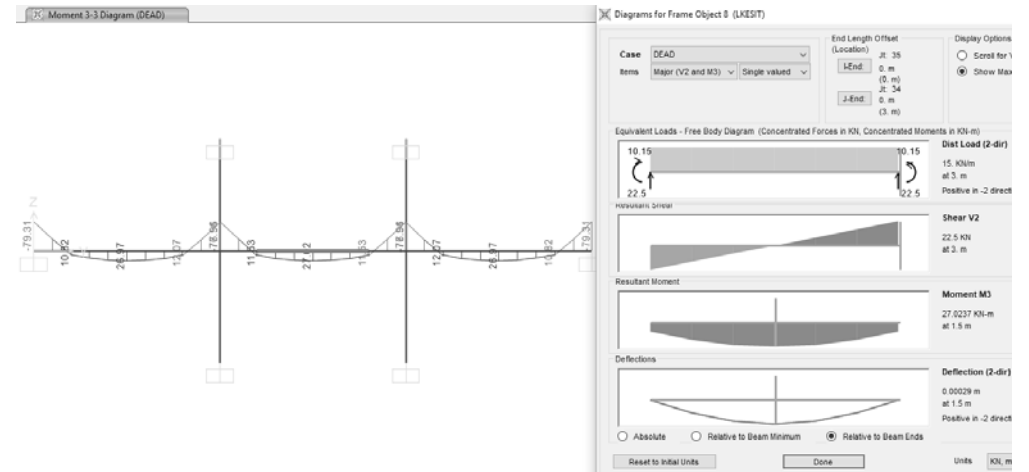 Moment 3-3 Diagram (DEAD)
Z
-79.31
10.82
26.97
12.07
-78.96
27.02
-78.96
12.07
26.97
10.82
-79.31
Diagrams for Frame Object 8 (LKESIT)
Case DEAD
Items Major (V2 and M3) Single valued
End Length Offset
(Location)
Jt: 35
I-End: 0. m
(0. m)
Jt: 34
J-End: 0. m
(3. m)
Display Options
Scroll for
Show Max
Equivalent Loads - Free Body Diagram (Concentrated Forces in KN, Concentrated Moments in KN-m)
10.15
10.15
22.5
22.5
Dist Load (2-dir)
15. KN/m
at 3. m
Positive in -2 direct
Resultant Shear
Shear V2
22.5 KN
at 3. m
Resultant Moment
Moment M3
27.0237 KN-m
at 1.5 m
Deflections
Deflection (2-dir)
0.00029 m
at 1.5 m
Positive in -2 direct
Absolute
Relative to Beam Minimum
Relative to Beam Ends
Reset to Initial Units
Done
Units KN, m